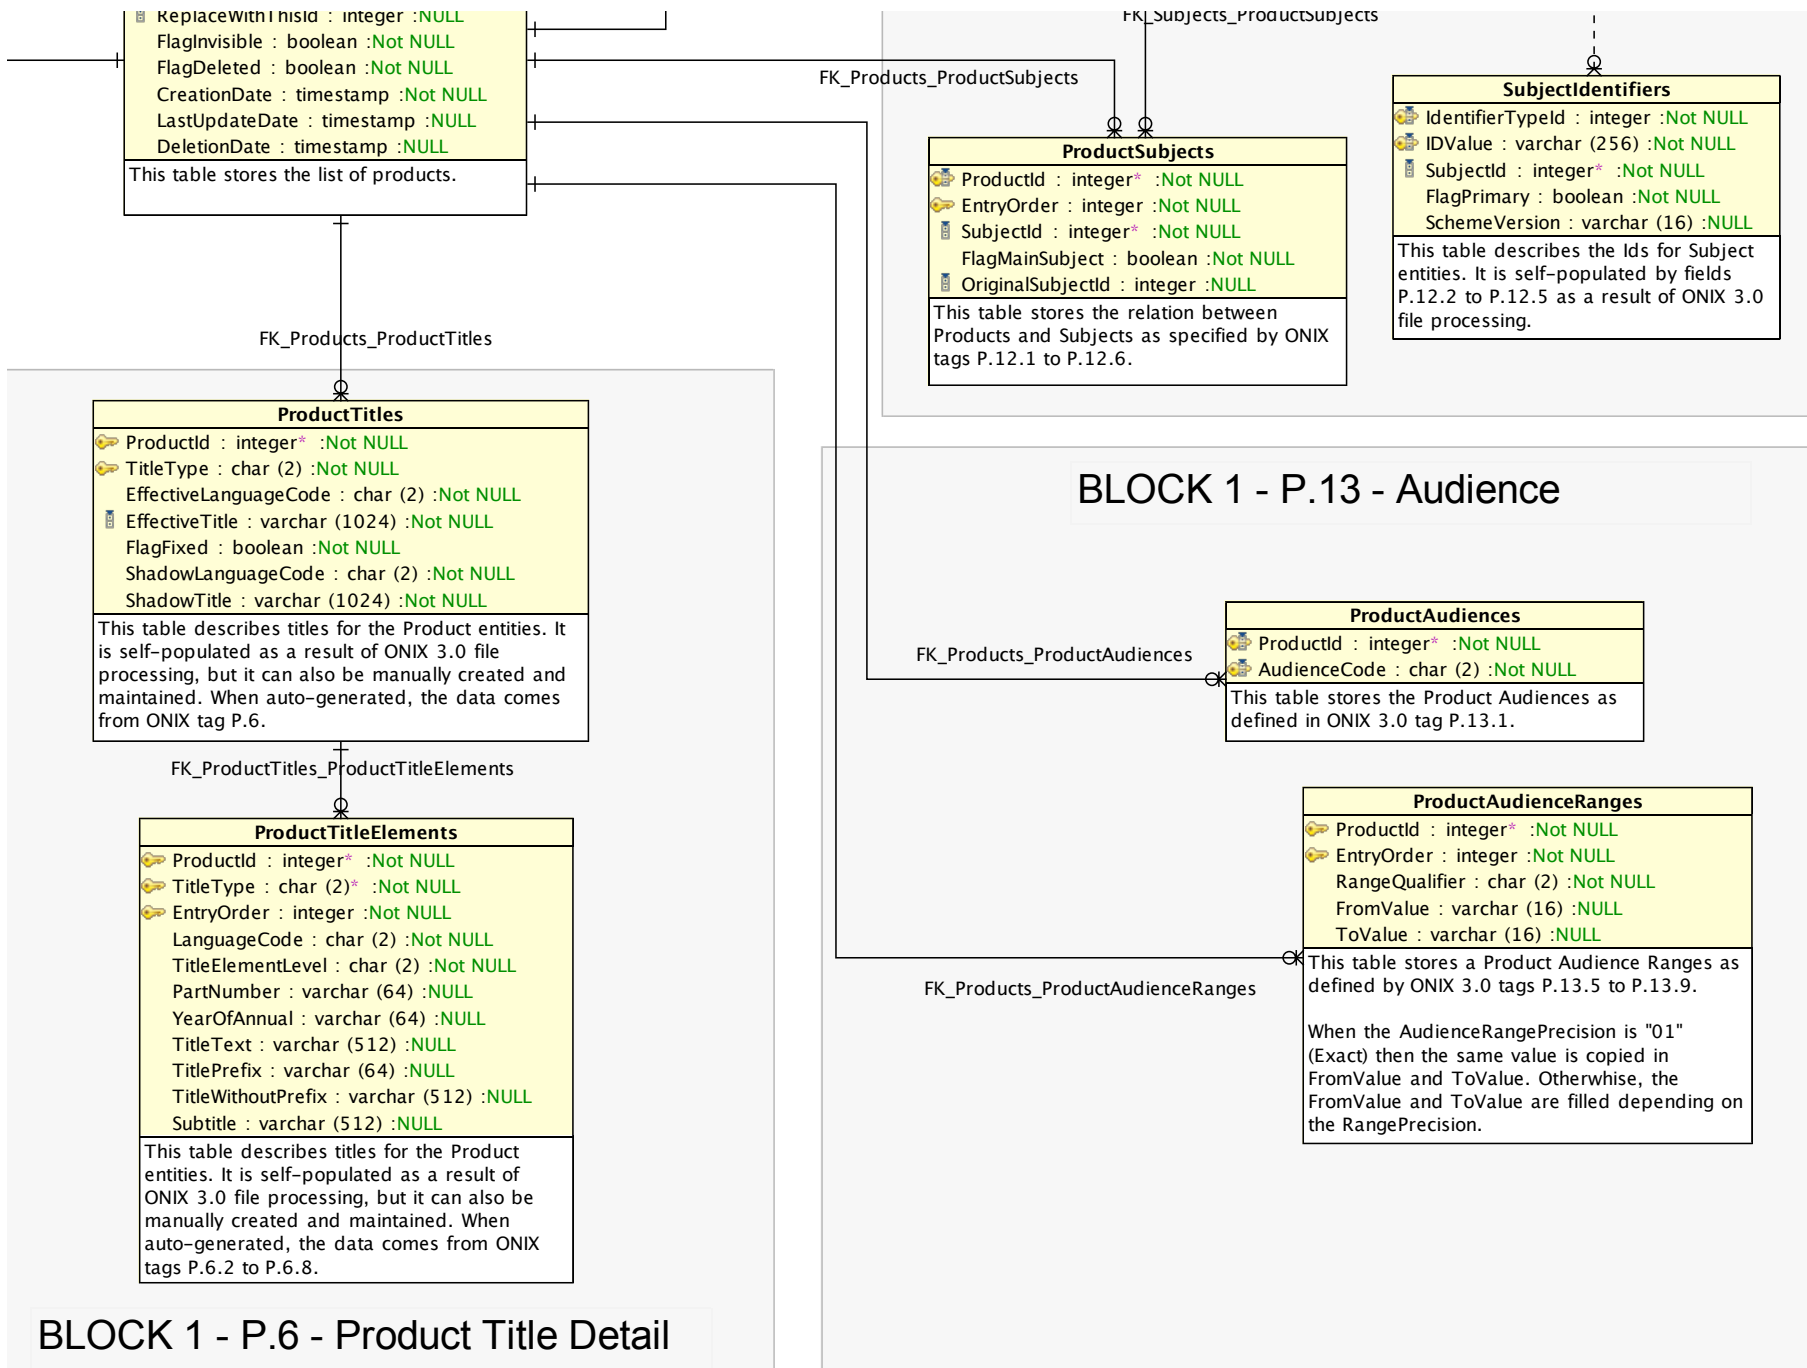 ReplaceWithThisId : integer :NULL
FlagInvisible : boolean :Not NULL
FlagDeleted : boolean :Not NULL
CreationDate : timestamp :Not NULL
LastUpdateDate : timestamp :NULL
DeletionDate : timestamp :NULL
This table stores the list of products.
FK_Subjects_ProductSubjects
FK_Products_ProductSubjects
SubjectIdentifiers
IdentifierTypeId : integer :Not NULL
IDValue : varchar (256) :Not NULL
SubjectId : integer* :Not NULL
FlagPrimary : boolean :Not NULL
SchemeVersion : varchar (16) :NULL
This table describes the Ids for Subject
entities. It is self-populated by fields
P.12.2 to P.12.5 as a result of ONIX 3.0
file processing.
ProductSubjects
ProductId : integer* :Not NULL
EntryOrder : integer :Not NULL
SubjectId : integer* :Not NULL
FlagMainSubject : boolean :Not NULL
OriginalSubjectId : integer :NULL
This table stores the relation between
Products and Subjects as specified by ONIX
tags P.12.1 to P.12.6.
FK_Products_ProductTitles
ProductTitles
ProductId : integer* :Not NULL
TitleType : char (2) :Not NULL
EffectiveLanguageCode : char (2) :Not NULL
EffectiveTitle : varchar (1024) :Not NULL
FlagFixed : boolean :Not NULL
ShadowLanguageCode : char (2) :Not NULL
ShadowTitle : varchar (1024) :Not NULL
This table describes titles for the Product entities. It
is self-populated as a result of ONIX 3.0 file
processing, but it can also be manually created and
maintained. When auto-generated, the data comes
from ONIX tag P.6.
FK_ProductTitles_ProductTitleElements
ProductTitleElements
ProductId : integer* :Not NULL
TitleType : char (2)* :Not NULL
EntryOrder : integer :Not NULL
LanguageCode : char (2) :Not NULL
TitleElementLevel : char (2) :Not NULL
PartNumber : varchar (64) :NULL
YearOfAnnual : varchar (64) :NULL
TitleText : varchar (512) :NULL
TitlePrefix : varchar (64) :NULL
TitleWithoutPrefix : varchar (512) :NULL
Subtitle : varchar (512) :NULL
This table describes titles for the Product
entities. It is self-populated as a result of
ONIX 3.0 file processing, but it can also be
manually created and maintained. When
auto-generated, the data comes from ONIX
tags P.6.2 to P.6.8.
BLOCK 1 - P.6 - Product Title Detail
BLOCK 1 - P.13 - Audience
FK_Products_ProductAudiences
ProductAudiences
ProductId : integer* :Not NULL
AudienceCode : char (2) :Not NULL
This table stores the Product Audiences as
defined in ONIX 3.0 tag P.13.1.
FK_Products_ProductAudienceRanges
ProductAudienceRanges
ProductId : integer* :Not NULL
EntryOrder : integer :Not NULL
RangeQualifier : char (2) :Not NULL
FromValue : varchar (16) :NULL
ToValue : varchar (16) :NULL
This table stores a Product Audience Ranges as
defined by ONIX 3.0 tags P.13.5 to P.13.9.
When the AudienceRangePrecision is "01"
(Exact) then the same value is copied in
FromValue and ToValue. Otherwhise, the
FromValue and ToValue are filled depending on
the RangePrecision.